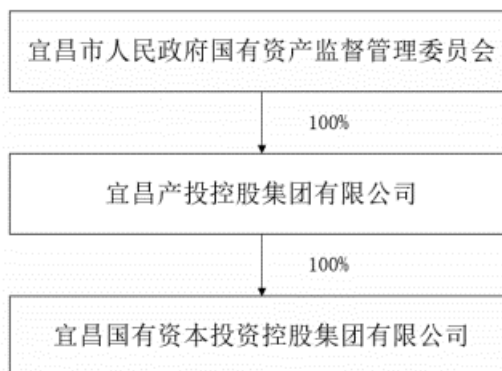 宜昌市人民政府国有资产监督管理委员会
100%
宜昌产投控股集团有限公司
100%
宜昌国有资本投资控股集团有限公司